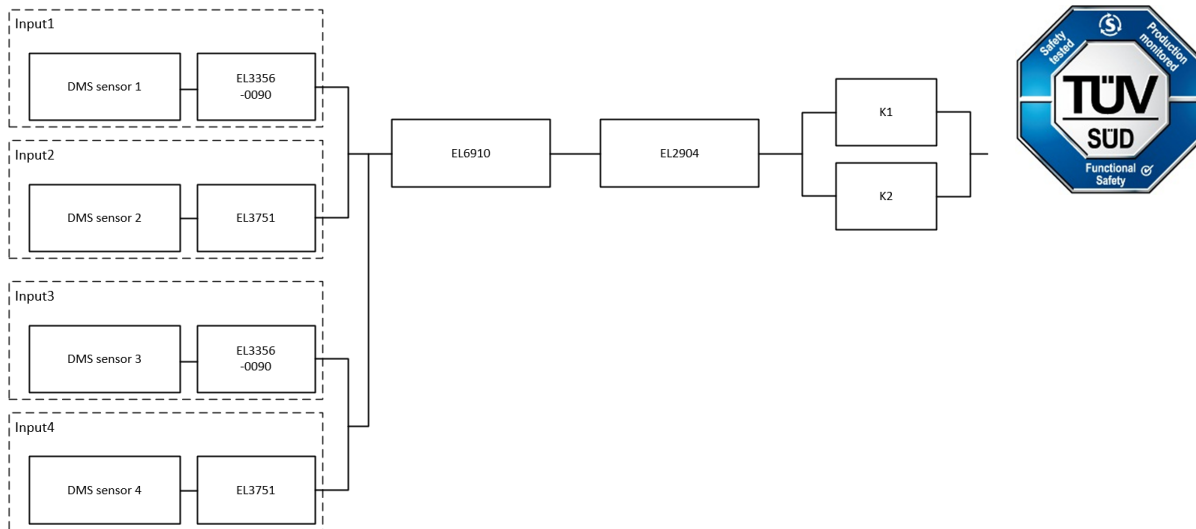 Input1
DMS sensor 1
EL3356
-0090
Input2
DMS sensor 2
EL3751
Input3
DMS sensor 3
EL3356
-0090
Input4
DMS sensor 4
EL3751
EL6910
EL2904
K1
K2
Safety
tested
S
Production
monitored
TÜV
SÜD
Functional
Safety